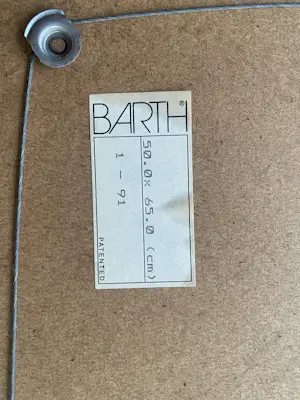 BARTH®
50.0x 65.0 (cm)
1 - 91
PATENTED